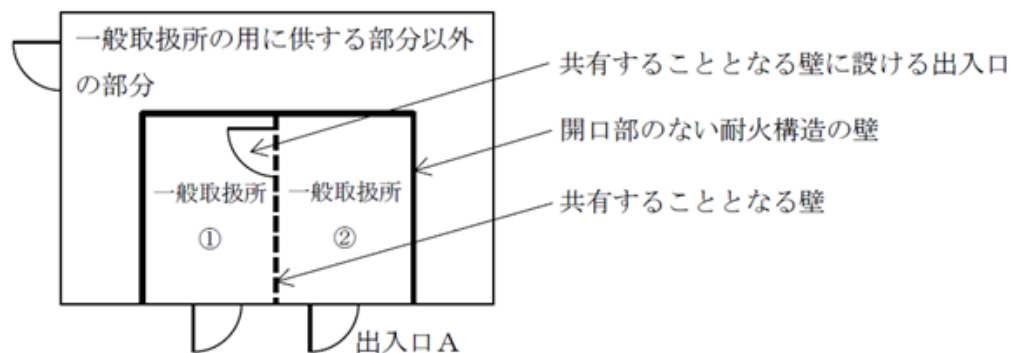 一般取扱所の用に供する部分以外
の部分
共有することとなる壁に設ける出入口
開口部のない耐火構造の壁
一般取扱所
①
一般取扱所
②
共有することとなる壁
出入口A